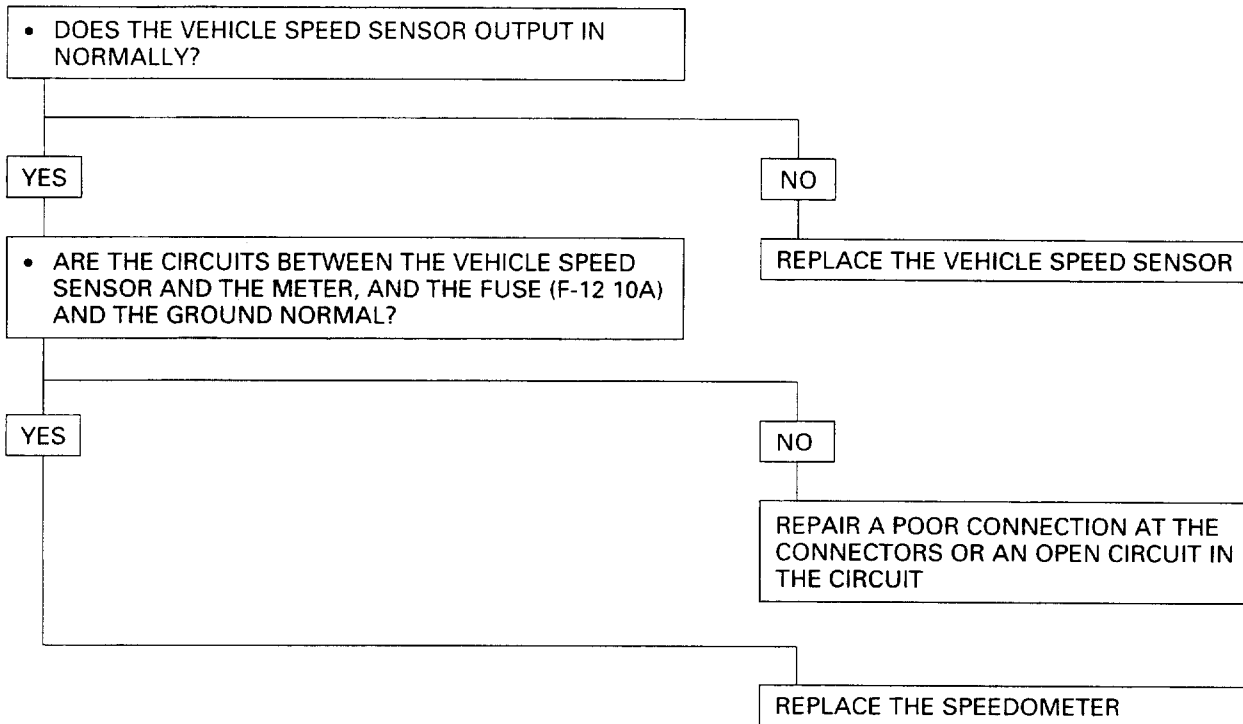 • DOES THE VEHICLE SPEED SENSOR OUTPUT IN
NORMALLY?
YES
NO
• ARE THE CIRCUITS BETWEEN THE VEHICLE SPEED
SENSOR AND THE METER, AND THE FUSE (F-12 10A)
AND THE GROUND NORMAL?
REPLACE THE VEHICLE SPEED SENSOR
YES
NO
REPAIR A POOR CONNECTION AT THE
CONNECTORS OR AN OPEN CIRCUIT IN
THE CIRCUIT
REPLACE THE SPEEDOMETER